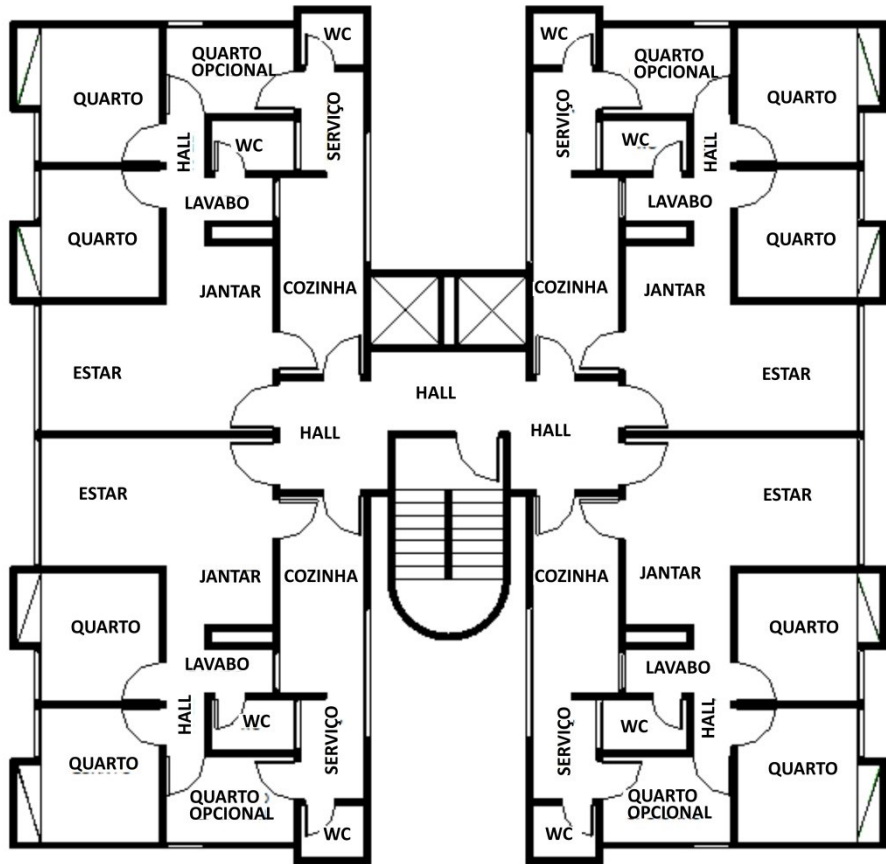 WC
WC
QUARTO
OPCIONAL
QUARTO
OPCIONAL
QUARTO
QUARTO
SERVIÇO
SERVIÇO
HALL
WC
WC
HALL
LAVABO
LAVABO
QUARTO
QUARTO
JANTAR
COZINHA
COZINHA
JANTAR
ESTAR
ESTAR
HALL
HALL
HALL
ESTAR
ESTAR
JANTAR
COZINHA
COZINHA
JANTAR
QUARTO
QUARTO
LAVABO
LAVABO
HALL
WC
WC
HALL
SERVIÇO
SERVIÇO
QUARTO
QUARTO
QUARTO
OPCIONAL
QUARTO
OPCIONAL
WC
WC